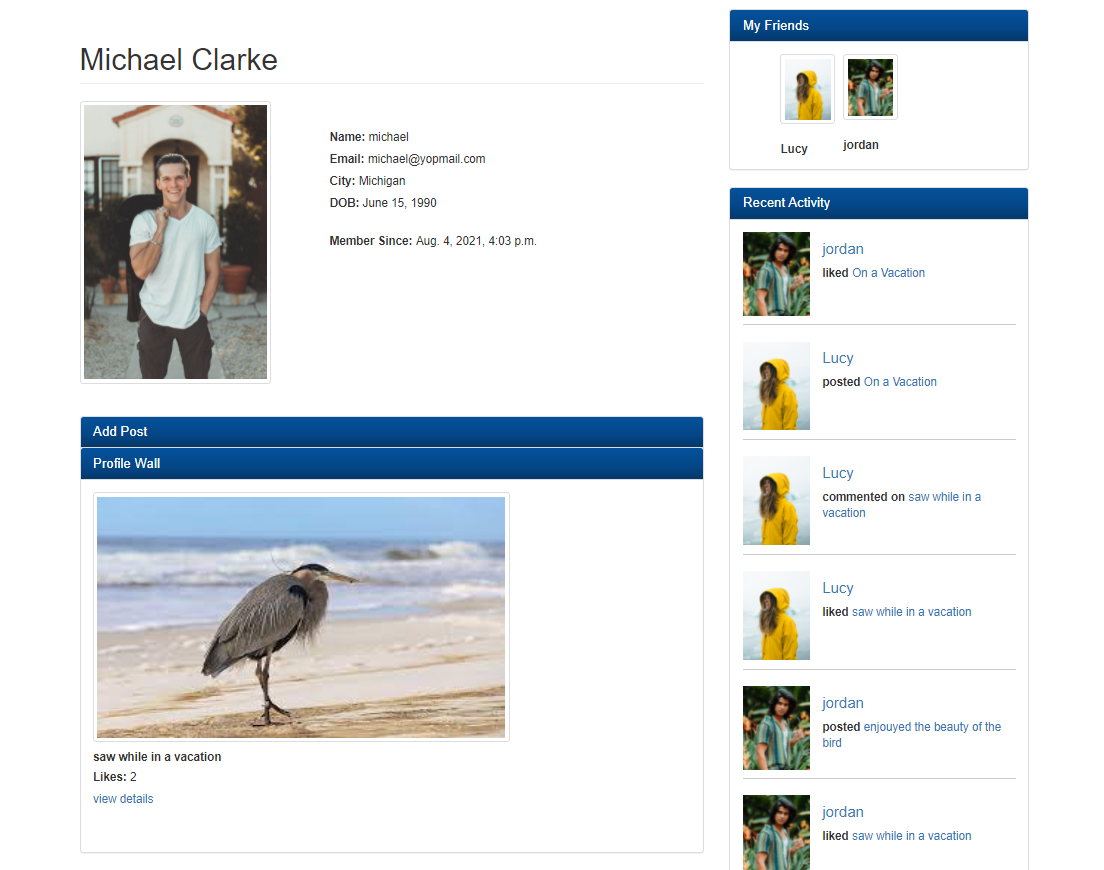 Michael Clarke
Name: michael
Email: michael@yopmail.com
City: Michigan
DOB: June 15, 1990
Member Since: Aug. 4, 2021, 4:03 p.m.
Add Post
Profile Wall
saw while in a vacation
Likes: 2
view details
My Friends
Lucy
jordan
Recent Activity
jordan
liked On a Vacation
Lucy
posted On a Vacation
Lucy
commented on saw while in a
vacation
Lucy
liked saw while in a vacation
jordan
posted enjouyed the beauty of the
bird
jordan
liked saw while in a vacation